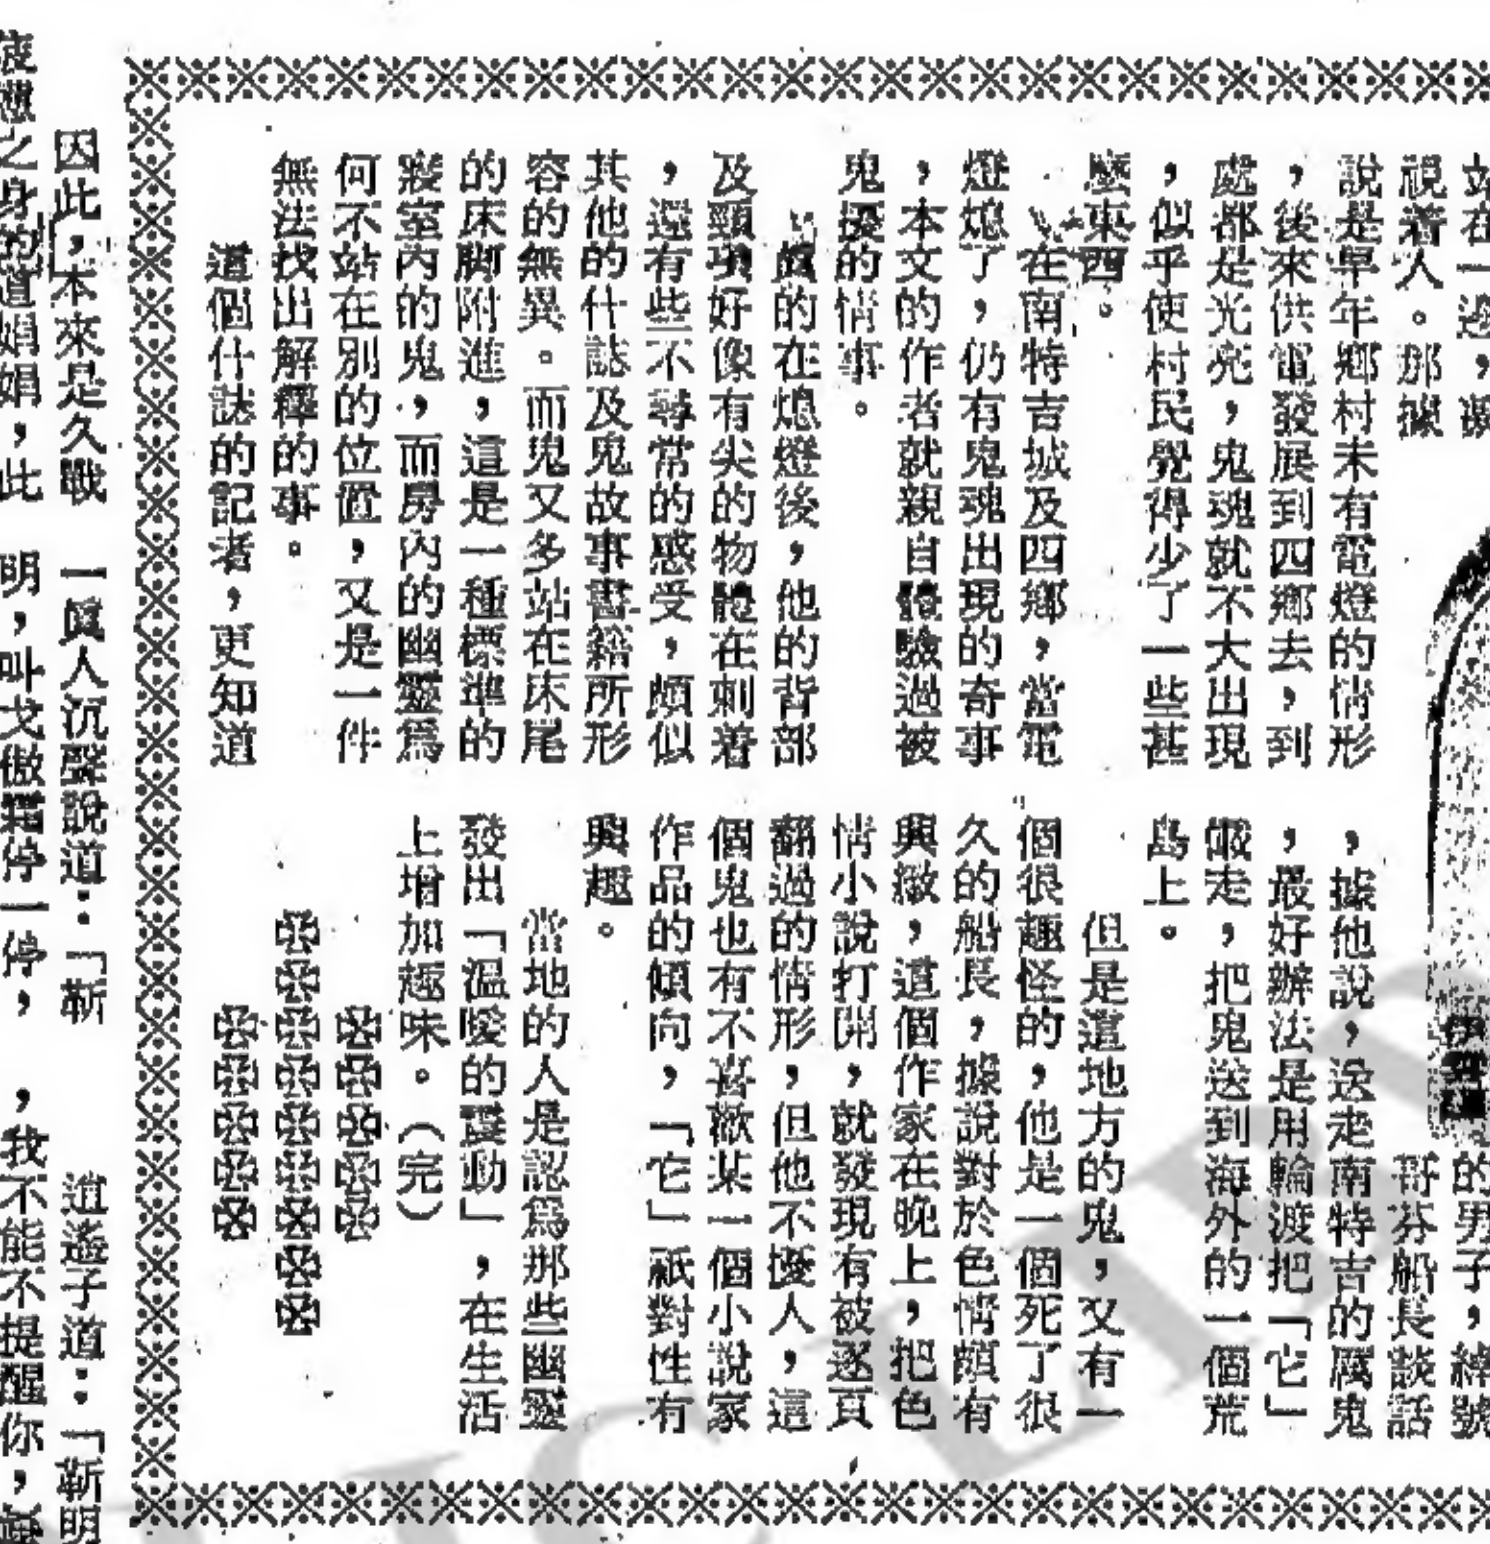 站在一邊，凝
視着人。那據
說是早年鄉村未有電燈的情形
，後來供電發展到四鄉去，到
處都是光亮，鬼魂就不大出現
，似乎使村民覺得少了一些甚
麼東西。
在南特吉城及四鄉，當電
燈熄了，仍有鬼魂出現的奇事
，本文的作者就親自體驗過被
鬼擾的情事。
眞的在熄燈後，他的背部
及頸項好像有尖的物體在刺着
，還有些不尋常的感受，頗似
其他的什誌及鬼故事書籍所形
容的無異。而鬼又多站在床尾
的床脚附進，這是一種標準的
寢室內的鬼，而房內的幽靈爲
何不站在別的位置，又是一件
無法找出解釋的事。
這個什誌的記者，更知道
的男子，綽號
哥芬船長談話
，據他說，送走南特吉的厲鬼
，最好辦法是用輪渡把「它」
載走，把鬼送到海外的一個荒
島上。
但是這地方的鬼，又有一
個很趣怪的，他是一個死了很
久的船長，據說對於色情頗有
興緻，這個作家在晚上，把色
情小說打開，就發現有被逐頁
翻過的情形，但他不擾人，這
個鬼也有不喜歡某一個小說家
作品的傾向，「它」祇對性有
興趣。
當地的人是認爲那些幽靈
發出「溫暖的震動」，在生活
上增加趣味。（完）
因此，本來是久戰
疲憊之身的道娟娟，此
一眞人沉聲說道：「靳
明，叫戈傲霜停一停，
逍遙子道：「靳明
，我不能不提醒你，